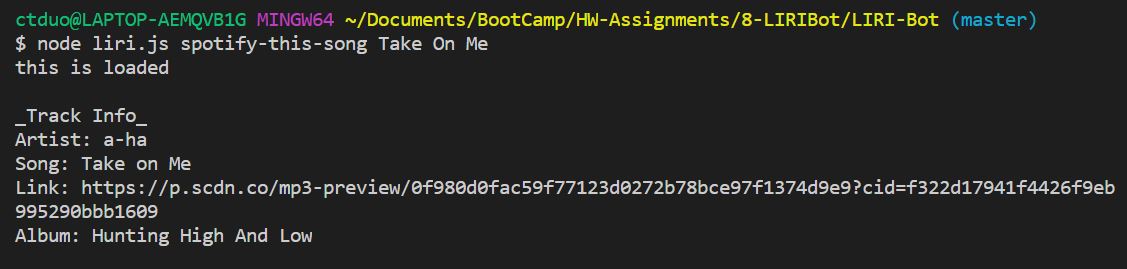 ctduo@LAPTOP-AEMQVB1G MINGW64 ~/Documents/BootCamp/HW-Assignments/8-LIRIBot/LIRI-Bot (master)
$ node liri.js spotify-this-song Take On Me
this is loaded
_Track Info_
Artist: a-ha
Song: Take on Me
Link: https://p.scdn.co/mp3-preview/0f980d0fac59f77123d0272b78bce97f1374d9e9?cid=f322d17941f4426f9eb
995290bbb1609
Album: Hunting High And Low